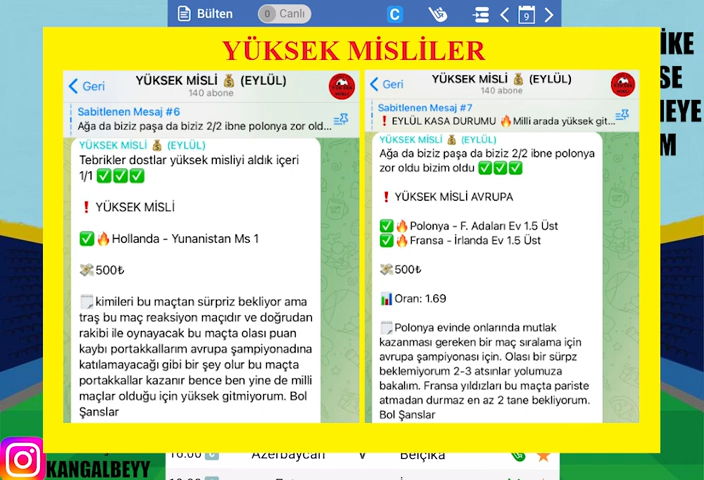 Bülten
0 Canlı
C
9
YÜKSEK MİSLİLER
Geri
YÜKSEK MİSLİ 💰 (EYLÜL)
140 abone
Sabitlenen Mesaj #6
Ağa da biziz paşa da biziz 2/2 ibne polonya zor old...
YÜKSEK MİSLİ 💰 (EYLÜL)
Tebrikler dostlar yüksek misliyi aldık içeri
1/1 ✅✅✅
❗ YÜKSEK MİSLİ
✅🔥Hollanda - Yunanistan Ms 1
💸500₺
🗒️kimileri bu maçtan sürpriz bekliyor ama
traş bu maç reaksiyon maçıdır ve doğrudan
rakibi ile oynayacak bu maçta olası puan
kaybı portakkallarım avrupa şampiyonadına
katılamayacağı gibi bir şey olur bu maçta
portakkallar kazanır bence ben yine de milli
maçlar olduğu için yüksek gitmiyorum. Bol
Şanslar
Geri
YÜKSEK MİSLİ 💰 (EYLÜL)
140 abone
Sabitlenen Mesaj #7
❗ EYLÜL KASA DURUMU 🔥Milli arada yüksek git...
YÜKSEK MİSLİ 💰 (EYLÜL)
Ağa da biziz paşa da biziz 2/2 ibne polonya
zor oldu bizim oldu ✅✅✅
❗ YÜKSEK MİSLİ AVRUPA
✅🔥Polonya - F. Adaları Ev 1.5 Üst
✅🔥Fransa - İrlanda Ev 1.5 Üst
💸500₺
📊Oran: 1.69
🗒️Polonya evinde onlarında mutlak
kazanması gereken bir maç sıralama için
avrupa şampiyonası için. Olası bir sürpz
beklemiyorum 2-3 atsınlar yolumuza
bakalım. Fransa yıldızları bu maçta pariste
atmadan durmaz en az 2 tane bekliyorum.
Bol Şanslar
İKE
SE
MEYE
M
16:00 Azerbaycan v Belçika
KANGALBEYY